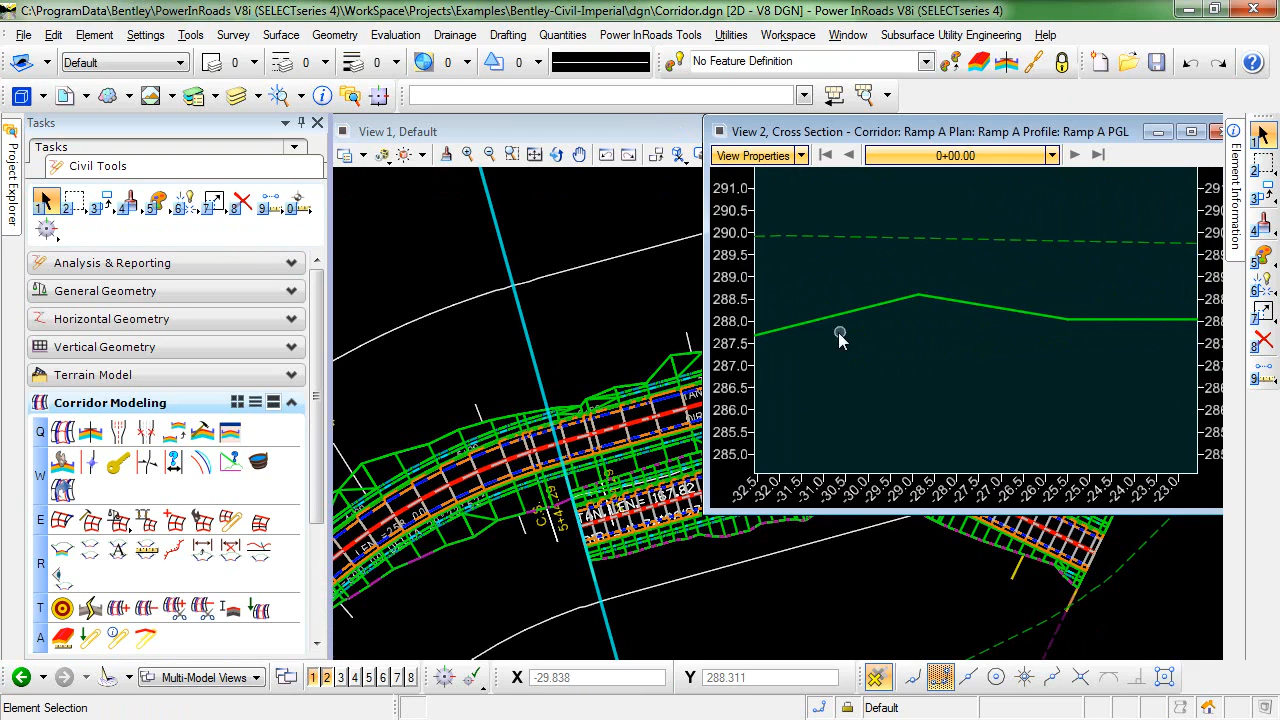 C:\ProgramData\Bentley\PowerInRoads V8i (SELECTseries 4)\WorkSpace\Projects\Examples\Bentley-Civil-Imperial\dgn\Corridor.dgn [2D - V8 DGN] - Power InRoads V8i (SELECTseries 4)
File Edit Element Settings Tools Survey Surface Geometry Evaluation Drainage Drafting Quantities Power InRoads Tools Utilities Workspace Window Subsurface Utility Engineering Help
Default 0 0 0 0 0 No Feature Definition
Tasks
Tasks
Civil Tools
Project Explorer
Analysis & Reporting
General Geometry
Horizontal Geometry
Vertical Geometry
Terrain Model
Corridor Modeling
Q
W
E
R
T
A
View 1, Default
View 2, Cross Section - Corridor: Ramp A Plan: Ramp A Profile: Ramp A PGL
View Properties 0+00.00
291.0
290.5
290.0
289.5
289.0
288.5
288.0
287.5
287.0
286.5
286.0
285.5
285.0
-32.5 -32.0 -31.5 -31.0 -30.5 -30.0 -29.5 -29.0 -28.5 -28.0 -27.5 -27.0 -26.5 -26.0 -25.5 -25.0 -24.5 -24.0 -23.5 -23.0
Element Information
Multi-Model Views 1 2 3 4 5 6 7 8 X -29.838 Y 288.311
Element Selection Default